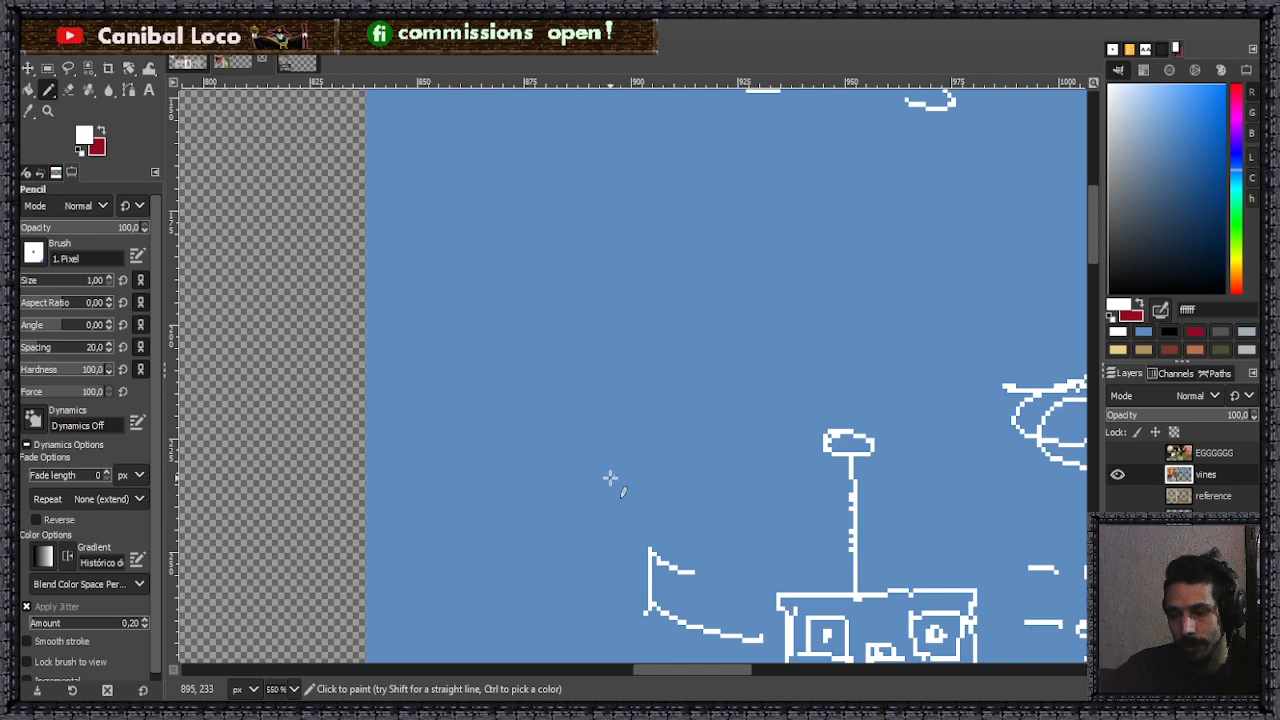 Canibal Loco
fi commissions open!
800 825 850 875 900 925 950 975 1000
Pencil
Mode Normal
Opacity 100,0
Brush
1. Pixel
Size 1,00
Aspect Ratio 0,00
Angle 0,00
Spacing 20,0
Hardness 100,0
Force 100,0
Dynamics
Dynamics Off
Dynamics Options
Fade Options
Fade length 0 px
Repeat None (extend)
Reverse
Color Options
Gradient
Histórico d
Blend Color Space Per...
Apply Jitter
Amount 0,20
Smooth stroke
Lock brush to view
Incremental
895, 233 px 550 % Click to paint (try Shift for a straight line, Ctrl to pick a color)
R
G
B
L
C
h
ffffff
Layers Channels Paths
Mode Normal
Opacity 100,0
Lock:
EGGGGGG
vines
reference